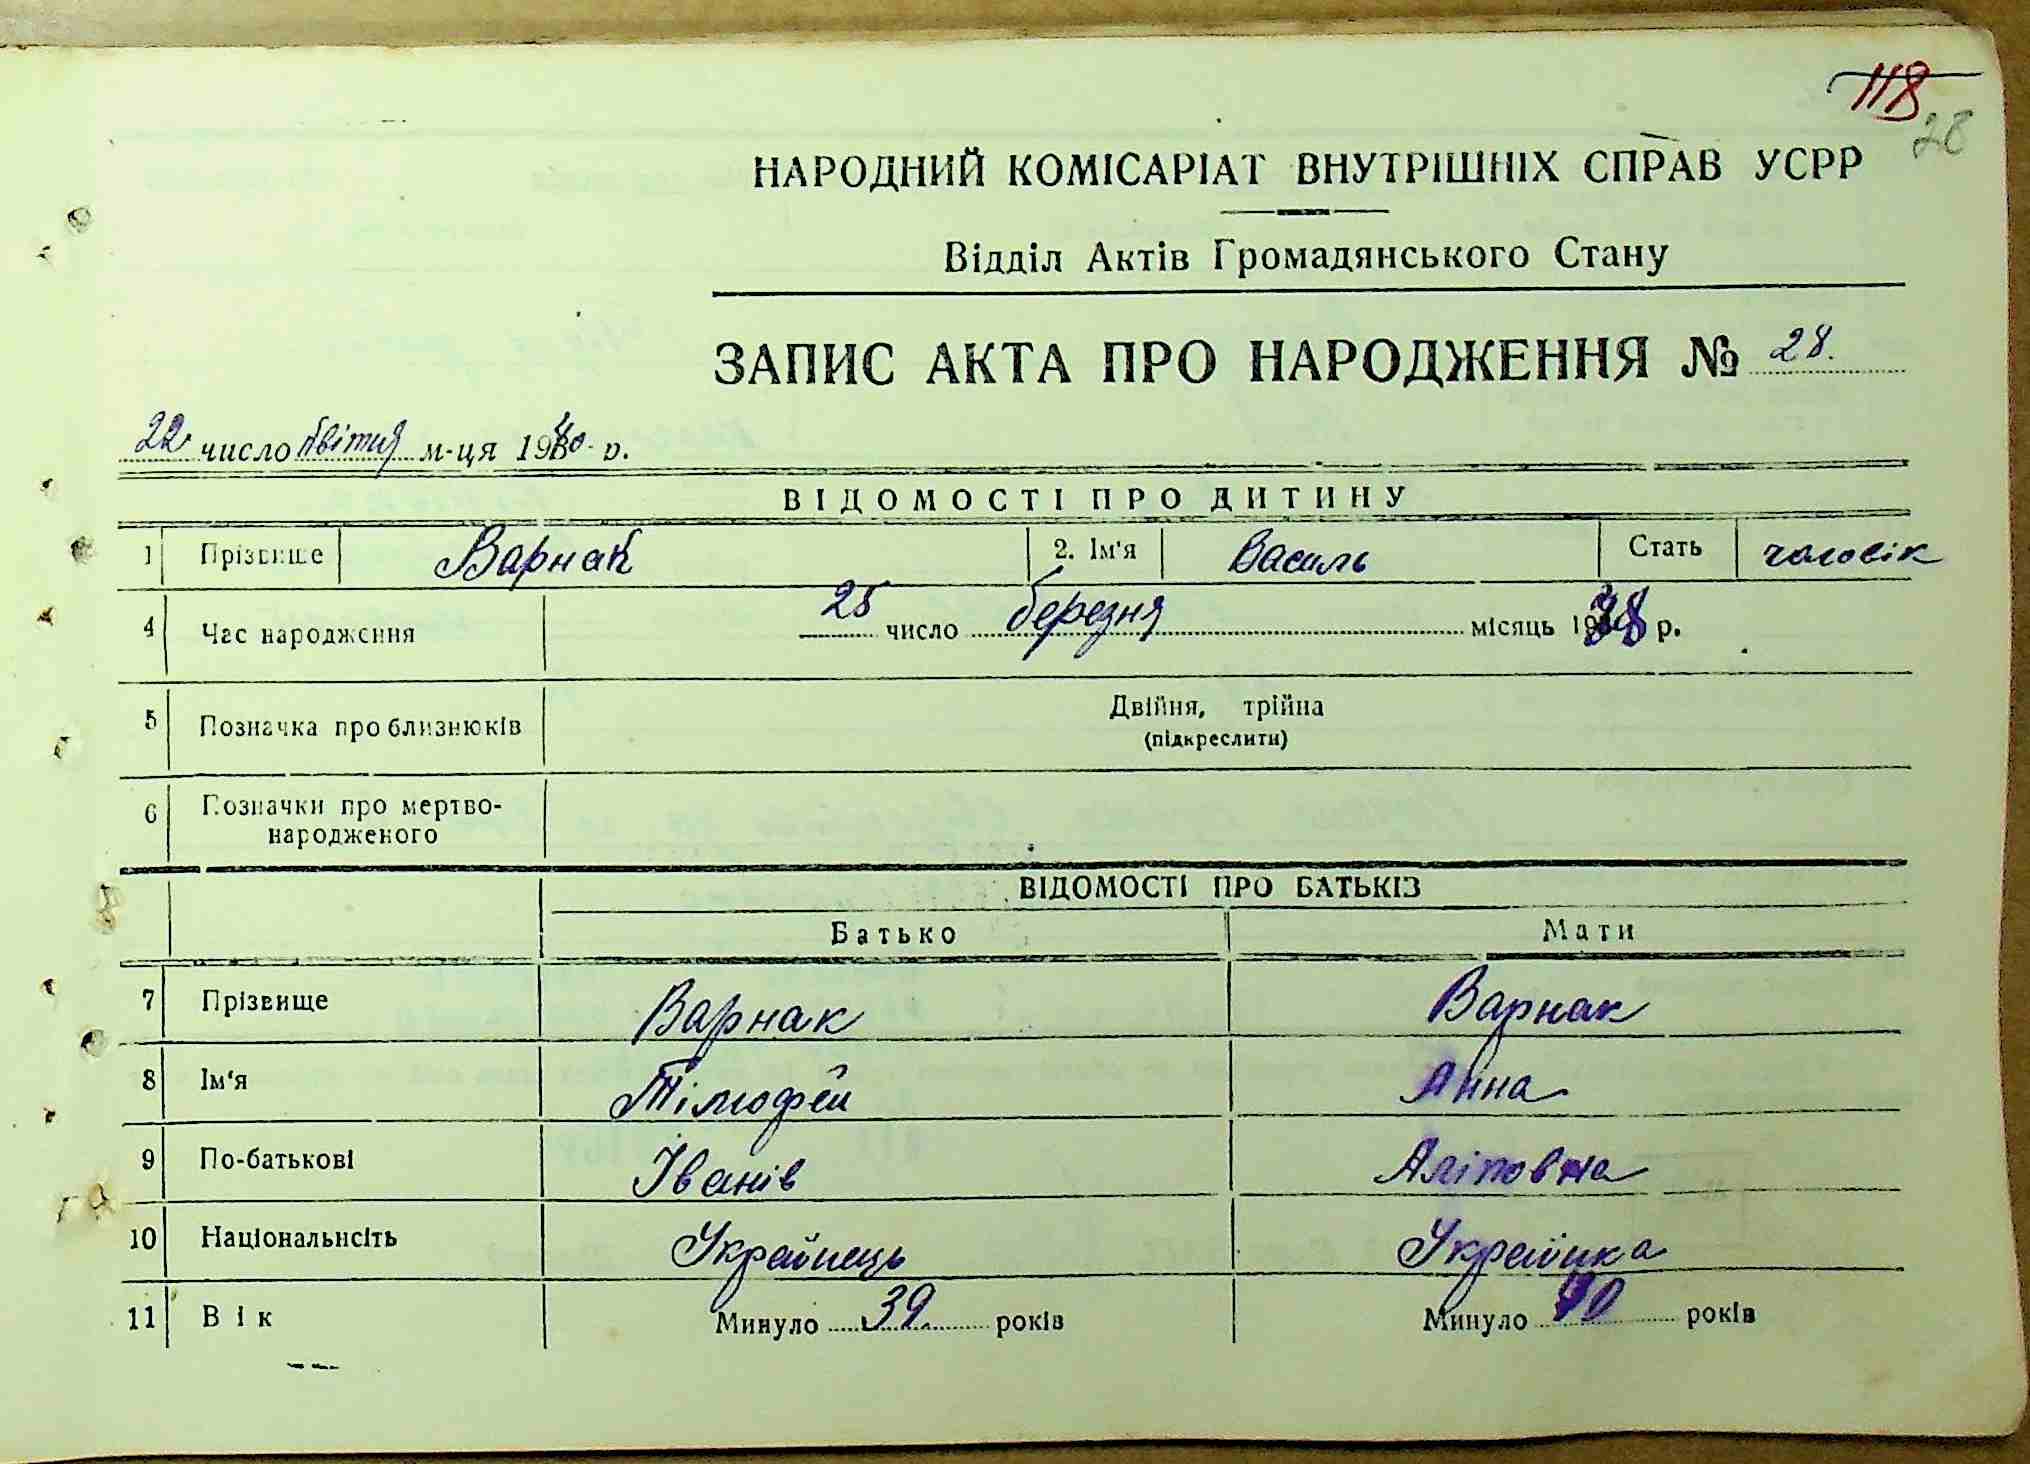 118
28
НАРОДНИЙ КОМІСАРІАТ ВНУТРІШНІХ СПРАВ УСРР
Відділ Актів Громадянського Стану
ЗАПИС АКТА ПРО НАРОДЖЕННЯ № 28.
22 число квітня м-ця 1940 р.
ВІДОМОСТІ ПРО ДИТИНУ
1 Прізвище Варнак 2. Ім'я Василь Стать чоловік
4 Час народження 25 число березня місяць 1938 р.
5 Позначка про близнюків Двійня, трійна
(підкреслити)
6 Позначки про мертво-
народженого
ВІДОМОСТІ ПРО БАТЬКІВ
Батько Мати
7 Прізвище Варнак Варнак
8 Ім'я Тімофей Анна
9 По-батькові Іванів Аліповна
10 Національнсіть Українець Українка
11 Вік Минуло 39 років Минуло років